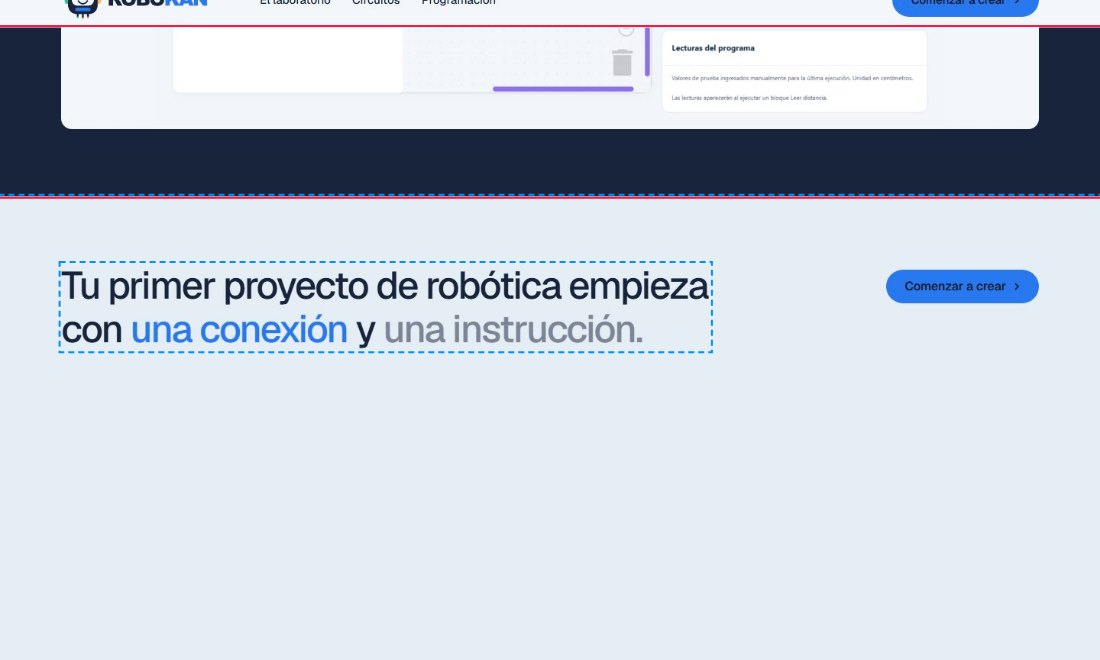 ROBOKAN
El laboratorio Circuitos Programación
Comenzar a crear
Lecturas del programa
Valores de prueba ingresados manualmente para la última ejecución. Unidad en centímetros.
Las lecturas aparecerán al ejecutar un bloque Leer distancia.
Tu primer proyecto de robótica empieza
con una conexión y una instrucción.
Comenzar a crear